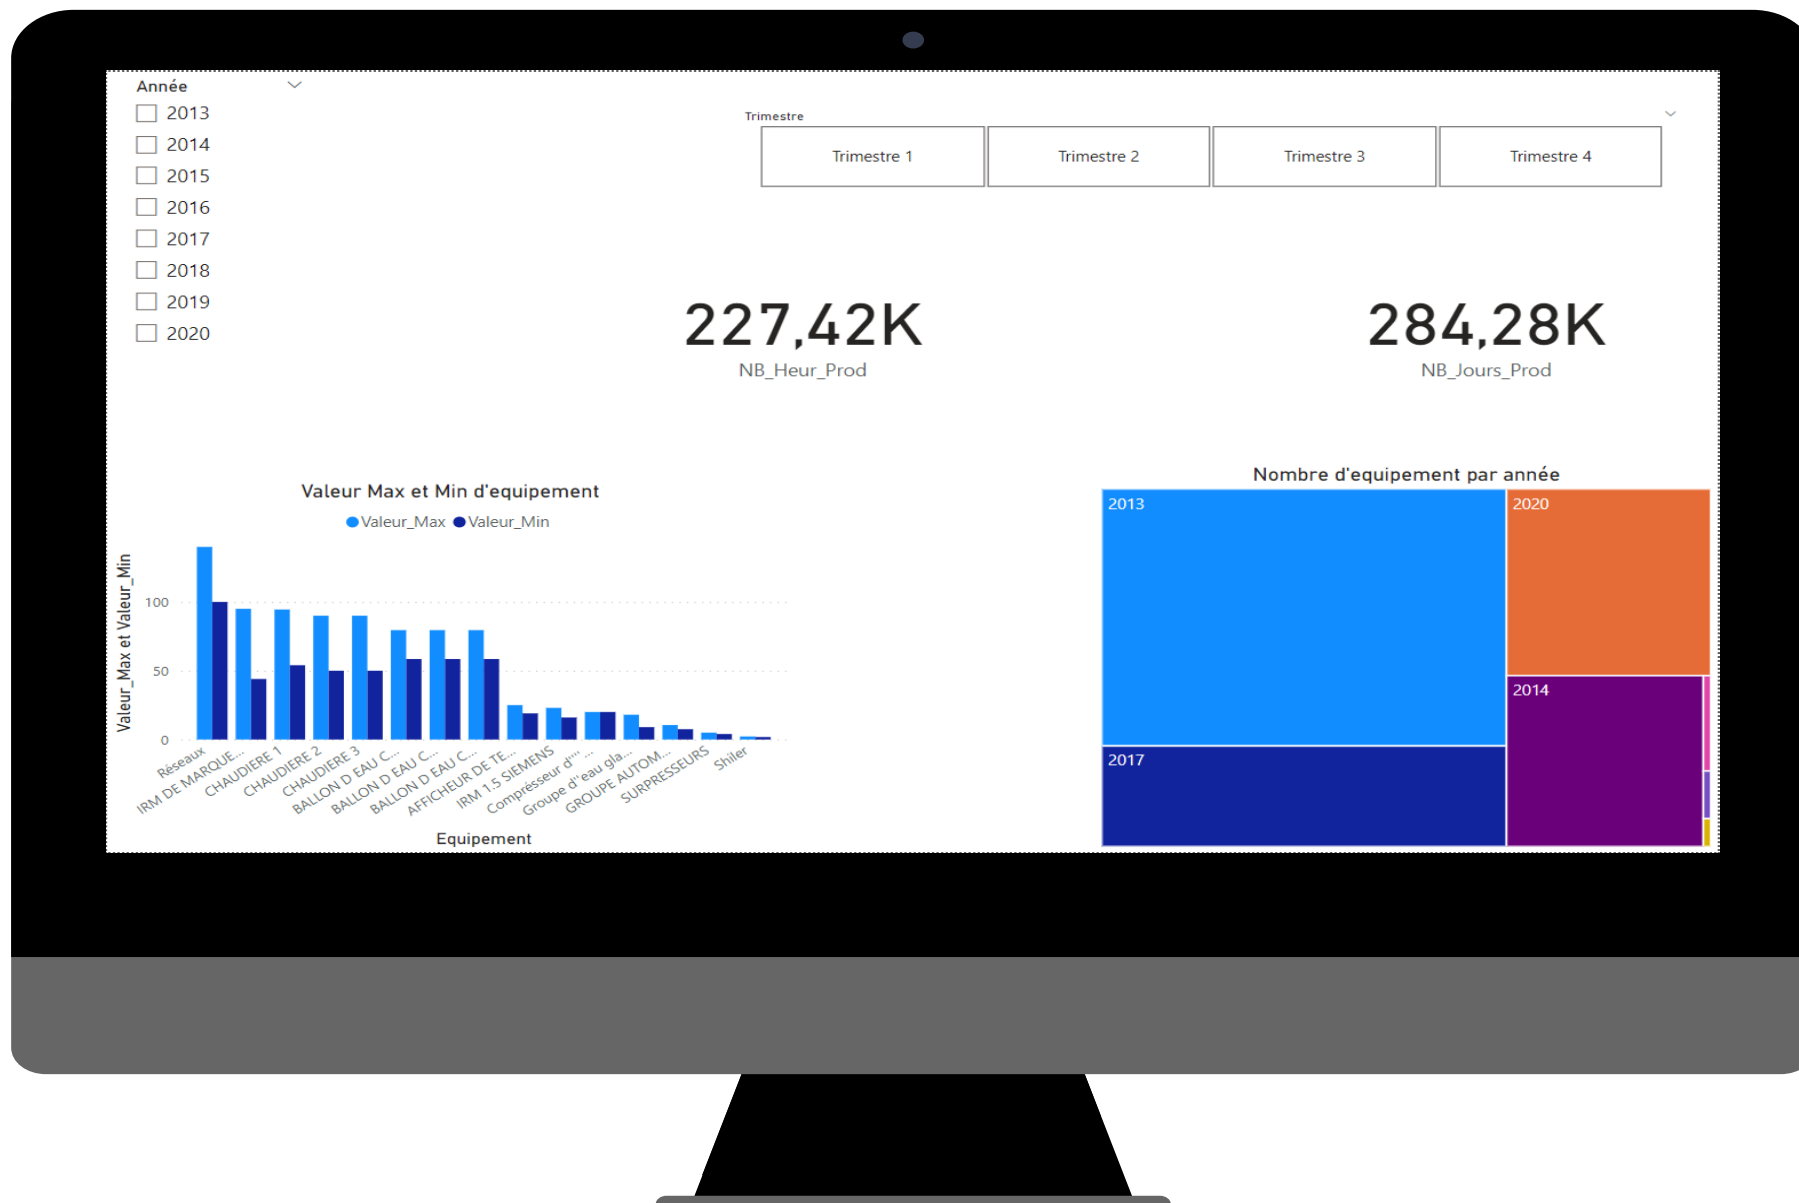 Année
2013
2014
2015
2016
2017
2018
2019
2020
Trimestre
Trimestre 1
Trimestre 2
Trimestre 3
Trimestre 4
227,42K
NB_Heur_Prod
284,28K
NB_Jours_Prod
Valeur Max et Min d'equipement
Valeur_Max Valeur_Min
Valeur_Max et Valeur_Min
100
50
0
Réseaux
IRM DE MARQUE...
CHAUDIERE 1
CHAUDIERE 2
CHAUDIERE 3
BALLON D EAU C...
BALLON D EAU C...
BALLON D EAU C...
AFFICHEUR DE TE...
IRM 1.5 SIEMENS
Comprésseur d'''' ...
Groupe d''eau gla...
GROUPE AUTOM...
SURPRESSEURS
Shiler
Equipement
Nombre d'equipement par année
2013
2020
2014
2017